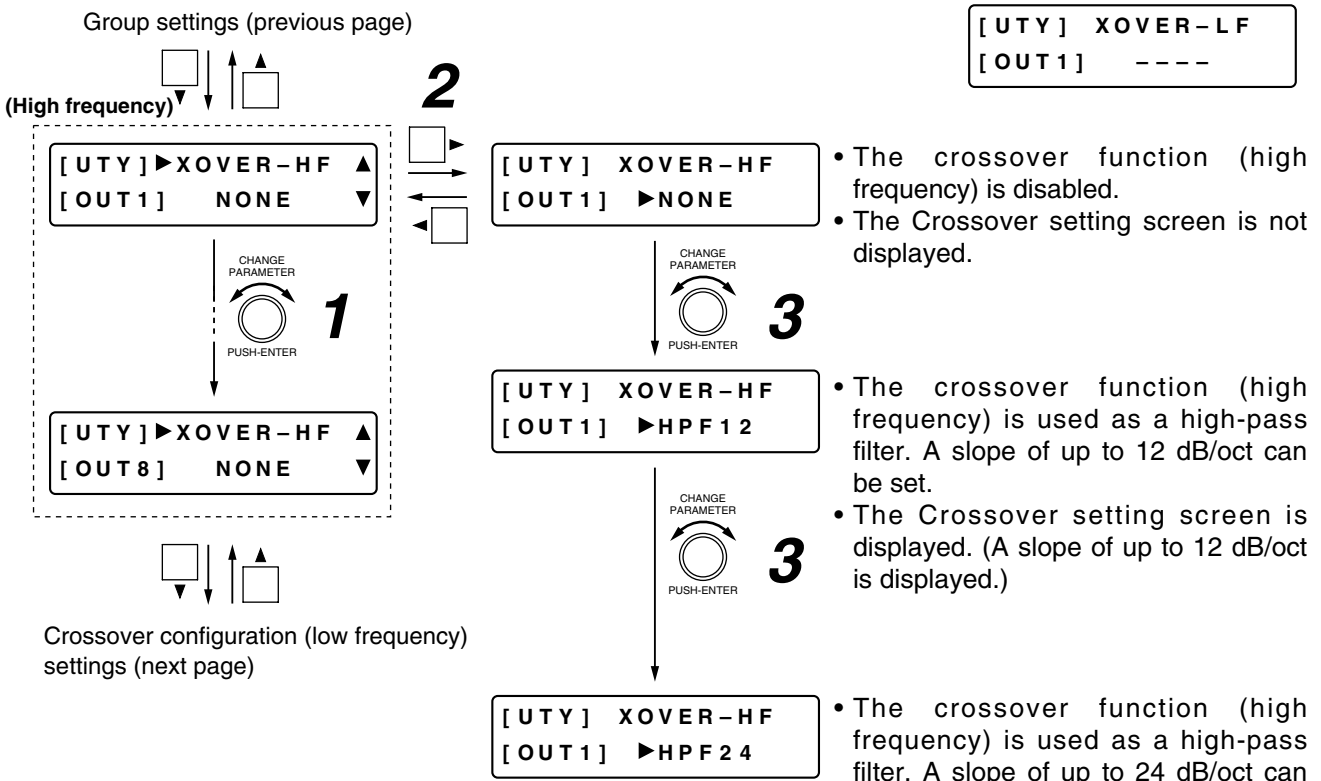 Group settings (previous page)
[UTY] XOVER–LF
[OUT1] – – – –
(High frequency)
2
[UTY]▶XOVER–HF ▲
[OUT1] NONE ▼
CHANGE
PARAMETER
PUSH-ENTER
1
[UTY]▶XOVER–HF ▲
[OUT8] NONE ▼
Crossover configuration (low frequency)
settings (next page)
[UTY] XOVER–HF
[OUT1] ▶NONE
• The crossover function (high
frequency) is disabled.
• The Crossover setting screen is not
displayed.
CHANGE
PARAMETER
PUSH-ENTER
3
[UTY] XOVER–HF
[OUT1] ▶HPF12
• The crossover function (high
frequency) is used as a high-pass
filter. A slope of up to 12 dB/oct can
be set.
• The Crossover setting screen is
displayed. (A slope of up to 12 dB/oct
is displayed.)
CHANGE
PARAMETER
PUSH-ENTER
3
[UTY] XOVER–HF
[OUT1] ▶HPF24
• The crossover function (high
frequency) is used as a high-pass
filter. A slope of up to 24 dB/oct can